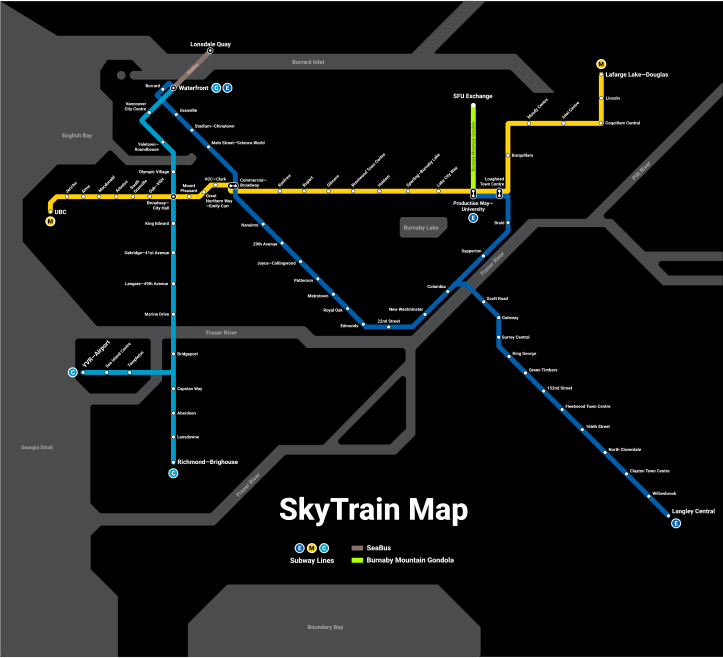 Lonsdale Quay
SeaBus
Burrard Inlet
M
Lafarge Lake—Douglas
Burrard
Waterfront
C
E
SFU Exchange
Lincoln
Vancouver
City Centre
Granville
Moody Centre
Inlet Centre
Coquitlam Central
English Bay
Stadium–Chinatown
Yaletown—
Roundhouse
Main Street—Science World
Burquitlam
Olympic Village
VCC—Clark
Commercial—
Broadway
Renfrew
Rupert
Gilmore
Brentwood Town Centre
Holdom
Sperling—Burnaby Lake
Lake City Way
Lougheed
Town Centre
Pitt River
Jericho
Alma
Macdonald
Arbutus
South
Granville
Oak—VGH
Mount
Pleasant
Great
Northern Way
—Emily Carr
Broadway—
City Hall
Production Way—
University
E
UBC
M
King Edward
Nanaimo
Burnaby Lake
Braid
29th Avenue
Oakridge—41st Avenue
Sapperton
Joyce—Collingwood
Fraser River
Patterson
Langara—49th Avenue
Columbia
Metrotown
Scott Road
Marine Drive
Royal Oak
New Westminster
Gateway
22nd Street
Edmonds
Fraser River
Surrey Central
YVR—Airport
Sea Island Centre
Templeton
Bridgeport
King George
C
Green Timbers
Capstan Way
152nd Street
Fleetwood Town Centre
Aberdeen
166th Street
Lansdowne
Georgia Strait
North Cloverdale
Richmond—Brighouse
C
Clayton Town Centre
Fraser River
Willowbrook
SkyTrain Map
Langley Central
E
E M C
Subway Lines
SeaBus
Burnaby Mountain Gondola
Boundary Bay